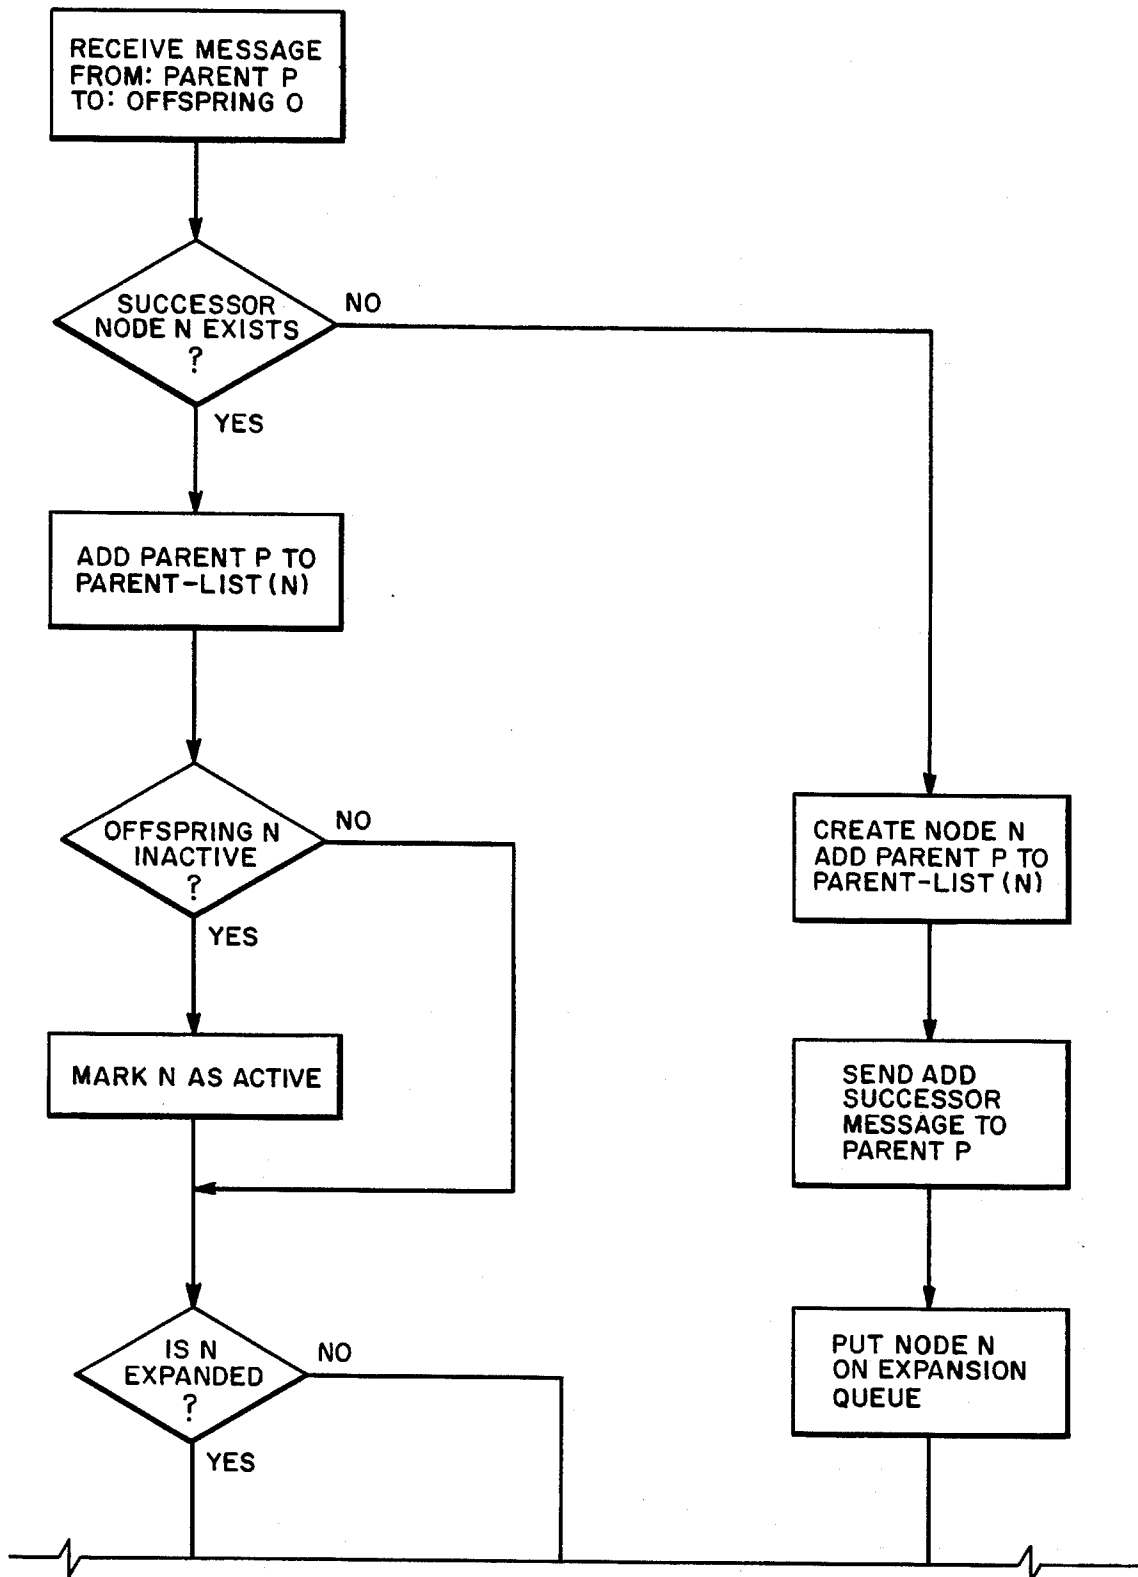 RECEIVE MESSAGE
FROM: PARENT P
TO: OFFSPRING O
SUCCESSOR
NODE N EXISTS
?
NO
YES
ADD PARENT P TO
PARENT-LIST (N)
OFFSPRING N
INACTIVE
?
NO
YES
MARK N AS ACTIVE
IS N
EXPANDED
?
NO
YES
CREATE NODE N
ADD PARENT P TO
PARENT-LIST (N)
SEND ADD
SUCCESSOR
MESSAGE TO
PARENT P
PUT NODE N
ON EXPANSION
QUEUE